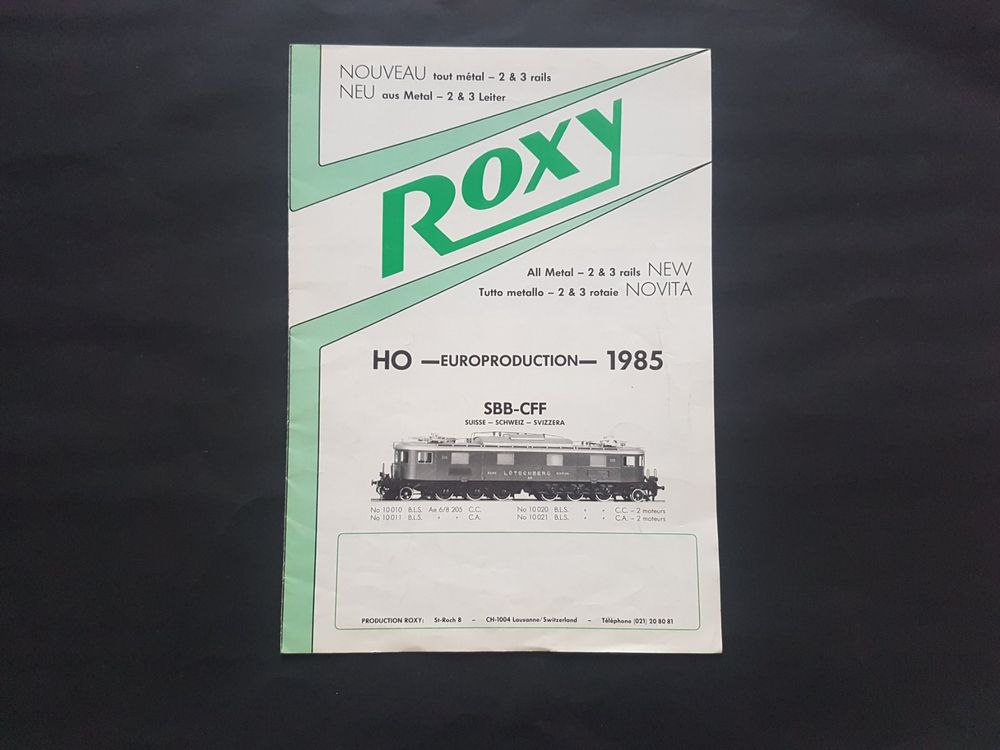 NOUVEAU tout métal – 2 & 3 rails
NEU aus Metal – 2 & 3 Leiter
ROXY
All Metal – 2 & 3 rails NEW
Tutto metallo – 2 & 3 rotaie NOVITA
HO — EUROPRODUCTION — 1985
SBB-CFF
SUISSE – SCHWEIZ – SVIZZERA
LÖTSCHBERG
No 10010 B.L.S. Ae 6/8 205 C.C. No 10020 B.L.S. " " C.C. – 2 moteurs
No 10011 B.L.S. " " C.A. No 10021 B.L.S. " " C.A. – 2 moteurs
PRODUCTION ROXY: St-Roch 8 – CH-1004 Lausanne/Switzerland – Téléphone (021) 20 80 81